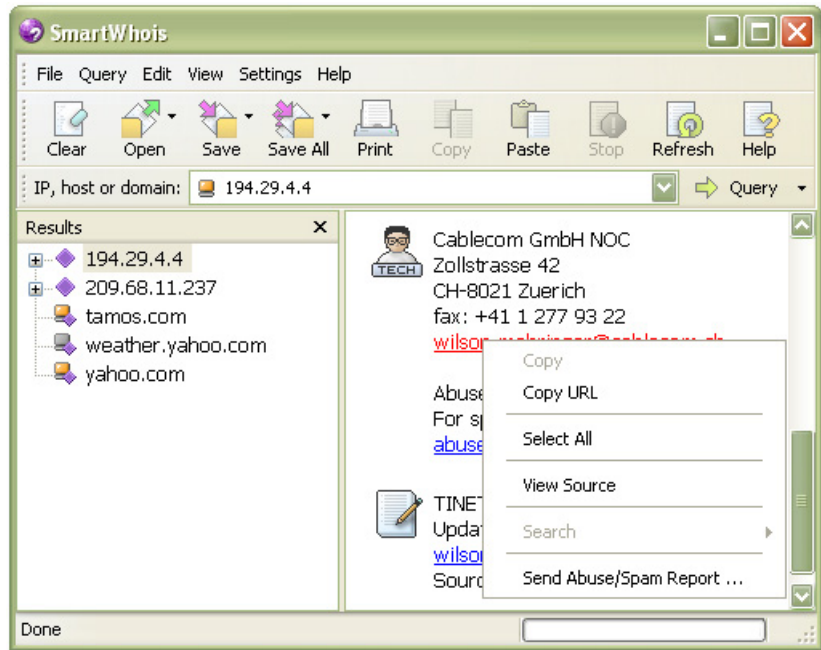 SmartWhois
File Query Edit View Settings Help
Clear Open Save Save All Print Copy Paste Stop Refresh Help
IP, host or domain: 194.29.4.4 Query
Results
194.29.4.4
209.68.11.237
tamos.com
weather.yahoo.com
yahoo.com
TECH
Cablecom GmbH NOC
Zollstrasse 42
CH-8021 Zuerich
fax: +41 1 277 93 22
Abuse
For
abuse
Copy
Copy URL
Select All
View Source
Search
Send Abuse/Spam Report ...
Done